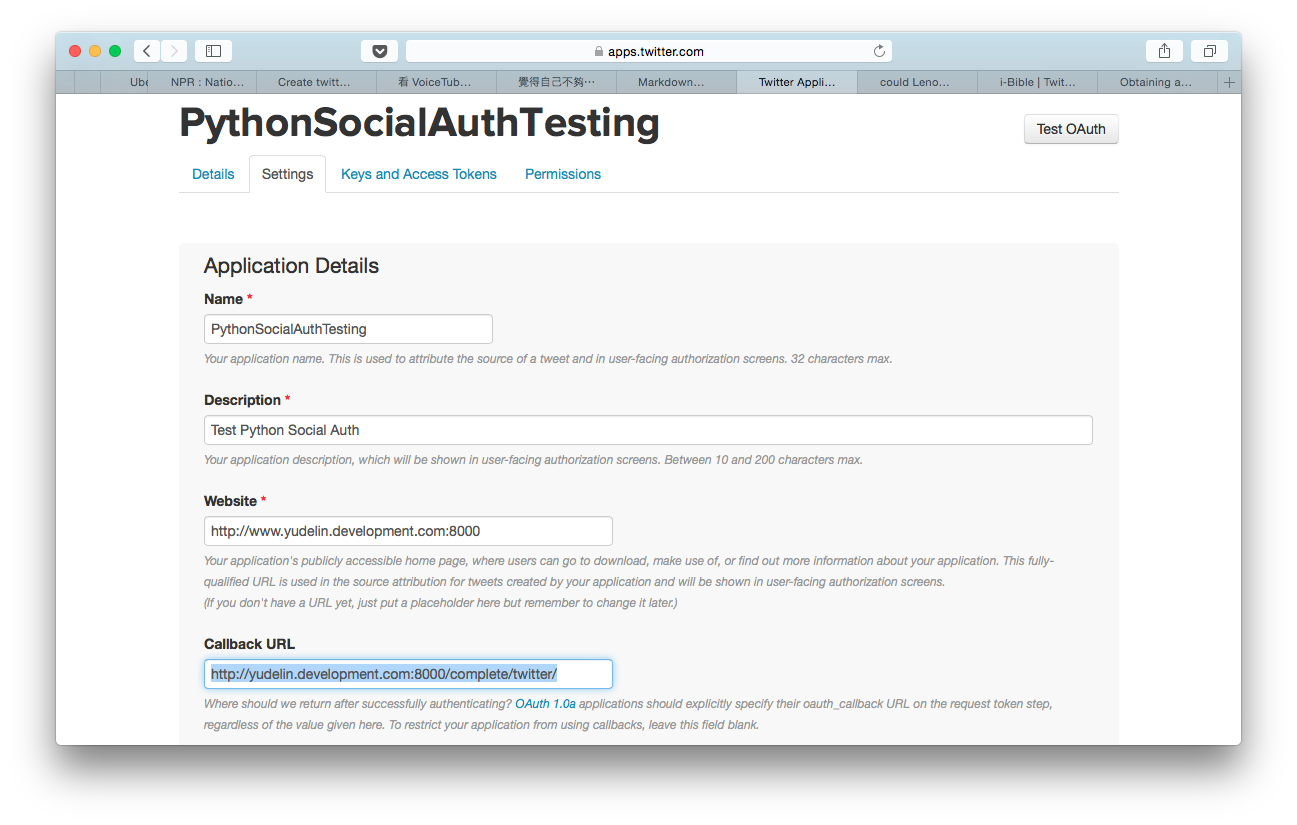 apps.twitter.com
Ube NPR : Natio... Create twitt... 看 VoiceTub... 覺得自己不夠… Markdown... Twitter Appli... could Leno... i-Bible | Twit... Obtaining a...
PythonSocialAuthTesting
Test OAuth
Details Settings Keys and Access Tokens Permissions
Application Details
Name *
PythonSocialAuthTesting
Your application name. This is used to attribute the source of a tweet and in user-facing authorization screens. 32 characters max.
Description *
Test Python Social Auth
Your application description, which will be shown in user-facing authorization screens. Between 10 and 200 characters max.
Website *
http://www.yudelin.development.com:8000
Your application's publicly accessible home page, where users can go to download, make use of, or find out more information about your application. This fully-
qualified URL is used in the source attribution for tweets created by your application and will be shown in user-facing authorization screens.
(If you don't have a URL yet, just put a placeholder here but remember to change it later.)
Callback URL
http://yudelin.development.com:8000/complete/twitter/
Where should we return after successfully authenticating? OAuth 1.0a applications should explicitly specify their oauth_callback URL on the request token step,
regardless of the value given here. To restrict your application from using callbacks, leave this field blank.